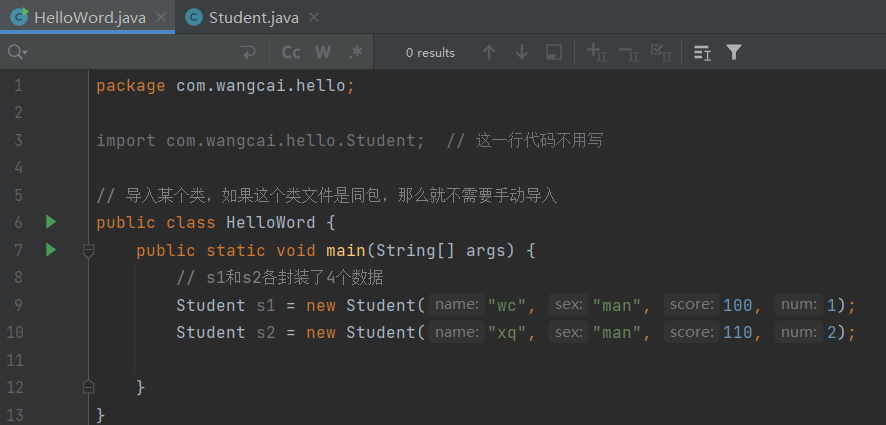 HelloWord.java × Student.java ×
Cc W .* 0 results
1 package com.wangcai.hello;
2
3 import com.wangcai.hello.Student; // 这一行代码不用写
4
5 // 导入某个类，如果这个类文件是同包，那么就不需要手动导入
6 public class HelloWord {
7 public static void main(String[] args) {
8 // s1和s2各封装了4个数据
9 Student s1 = new Student( name: "wc", sex: "man", score: 100, num: 1);
10 Student s2 = new Student( name: "xq", sex: "man", score: 110, num: 2);
11
12 }
13 }